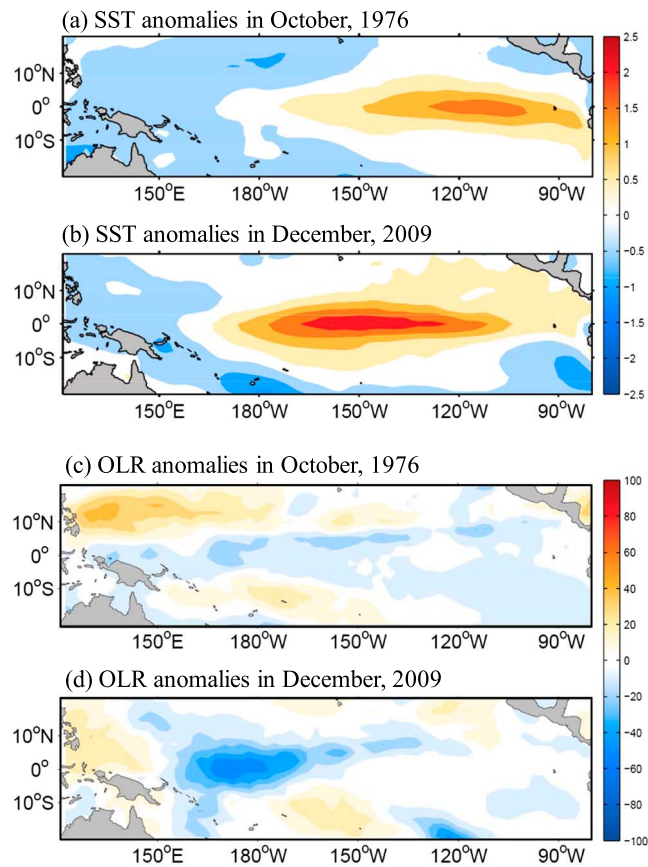 (a) SST anomalies in October, 1976
10°N
0°
10°S
150°E 180°W 150°W 120°W 90°W
(b) SST anomalies in December, 2009
10°N
0°
10°S
150°E 180°W 150°W 120°W 90°W
2.5
2
1.5
1
0.5
0
−0.5
−1
−1.5
−2
−2.5
(c) OLR anomalies in October, 1976
10°N
0°
10°S
150°E 180°W 150°W 120°W 90°W
(d) OLR anomalies in December, 2009
10°N
0°
10°S
150°E 180°W 150°W 120°W 90°W
100
80
60
40
20
0
−20
−40
−60
−80
−100